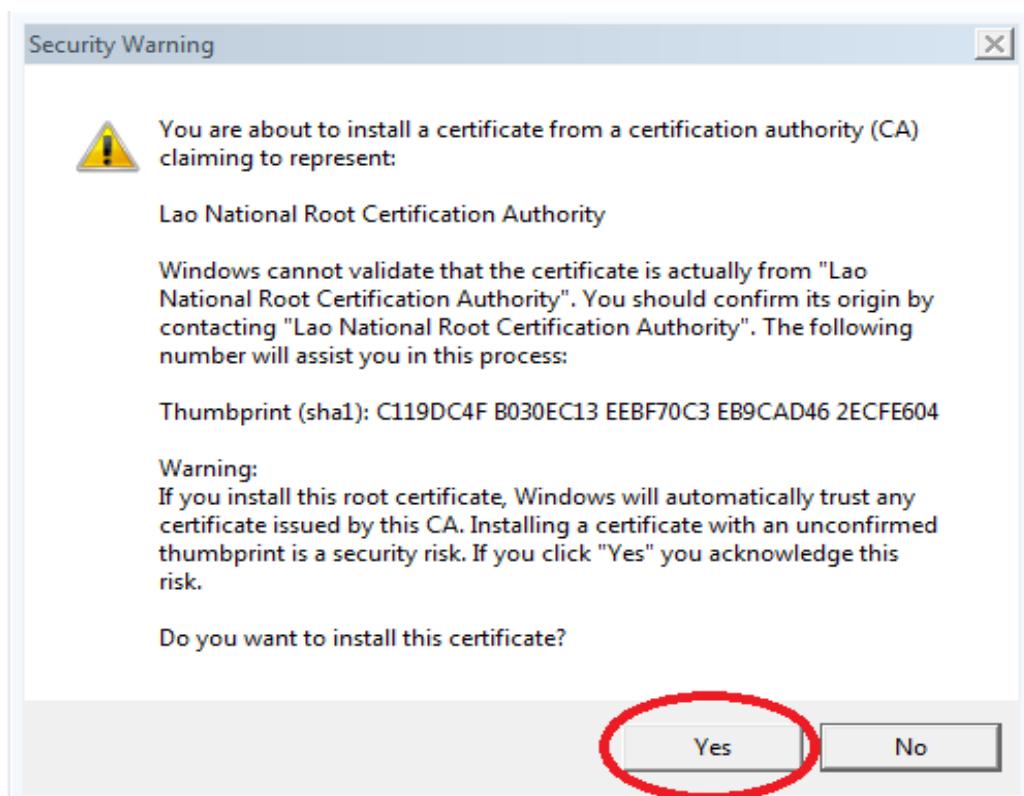 Security Warning
You are about to install a certificate from a certification authority (CA)
claiming to represent:
Lao National Root Certification Authority
Windows cannot validate that the certificate is actually from "Lao
National Root Certification Authority". You should confirm its origin by
contacting "Lao National Root Certification Authority". The following
number will assist you in this process:
Thumbprint (sha1): C119DC4F B030EC13 EEBF70C3 EB9CAD46 2ECFE604
Warning:
If you install this root certificate, Windows will automatically trust any
certificate issued by this CA. Installing a certificate with an unconfirmed
thumbprint is a security risk. If you click "Yes" you acknowledge this
risk.
Do you want to install this certificate?
Yes
No